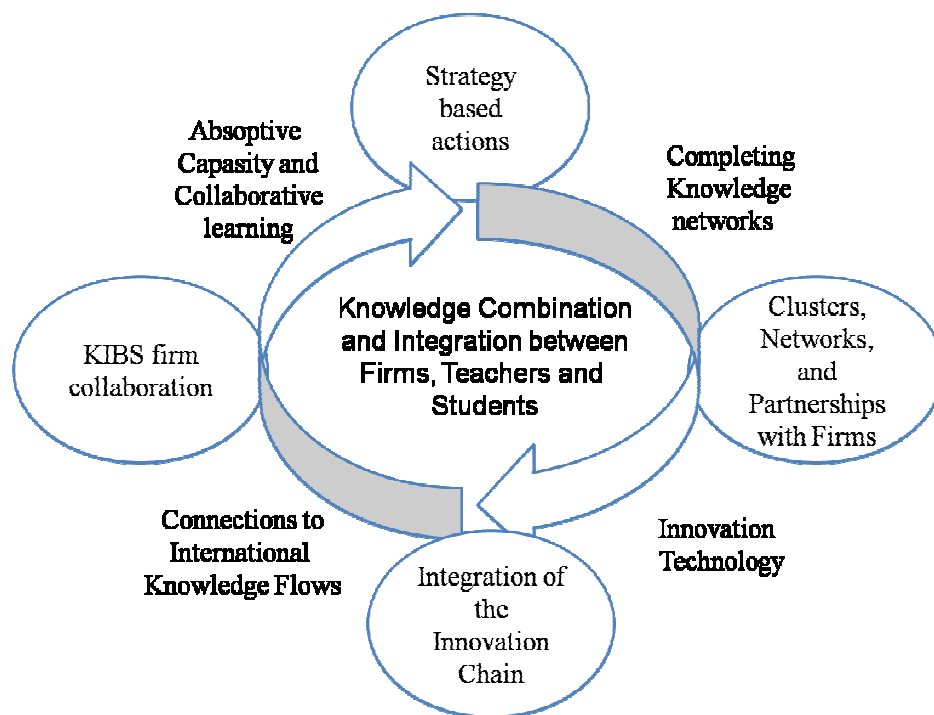 Strategy
based
actions
Absoptive
Capasity and
Collaborative
learning
Completing
Knowledge
networks
Knowledge Combination
and Integration between
Firms, Teachers and
Students
KIBS firm
collaboration
Clusters,
Networks,
and
Partnerships
with Firms
Connections to
International
Knowledge Flows
Innovation
Technology
Integration of
the
Innovation
Chain